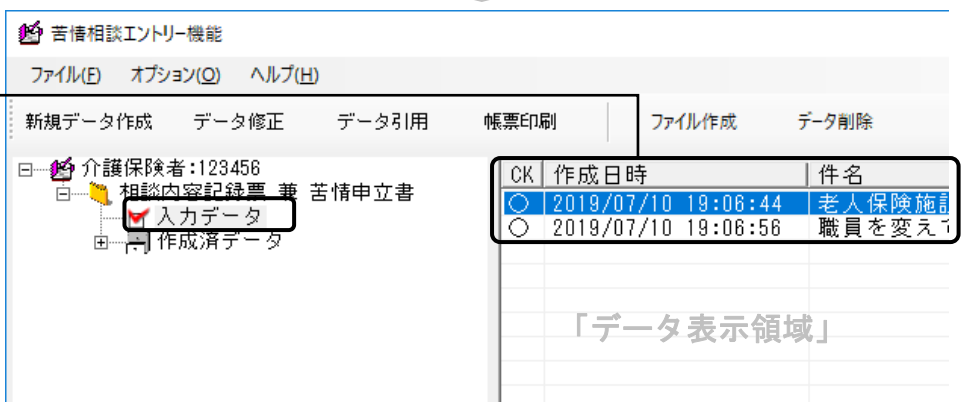 苦情相談エントリー機能
ファイル(F) オプション(O) ヘルプ(H)
新規データ作成 データ修正 データ引用 帳票印刷 ファイル作成 データ削除
介護保険者:123456
相談内容記録票 兼 苦情申立書
入力データ
作成済データ
CK 作成日時 件名
○ 2019/07/10 19:06:44 老人保険施設
○ 2019/07/10 19:06:56 職員を変えて
「データ表示領域」